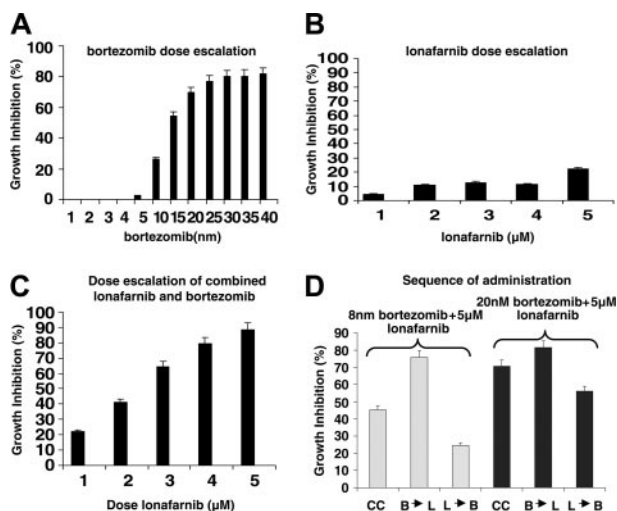 A
bortezomib dose escalation
Growth Inhibition (%)
100
80
60
40
20
0
1 2 3 4 5 10 15 20 25 30 35 40
bortezomib(nm)
B
lonafarnib dose escalation
Growth Inhibition (%)
100
90
80
70
60
50
40
30
20
10
0
1 2 3 4 5
lonafarnib (µM)
C
Dose escalation of combined
lonafarnib and bortezomib
Growth Inhibition (%)
100
90
80
70
60
50
40
30
20
10
0
1 2 3 4 5
Dose lonafarnib (µM)
D
Sequence of administration
8nm bortezomib+5µM
lonafarnib
20nM bortezomib+5µM
lonafarnib
Growth Inhibition (%)
90
80
70
60
50
40
30
20
10
0
CC B→L L→B CC B→L L→B